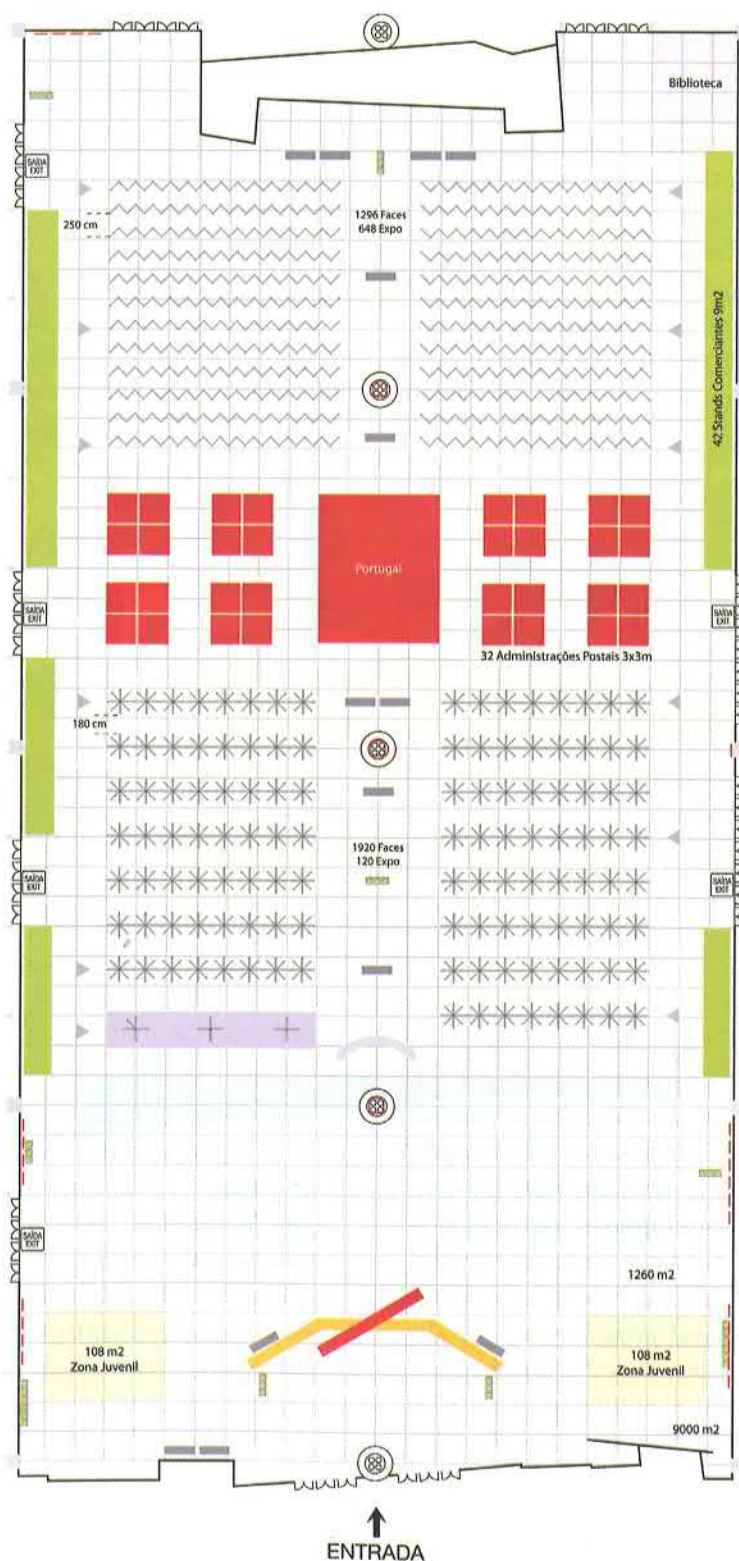 Biblioteca
SAÍDA
EXIT
1296 Faces
648 Expo
250 cm
42 Stands Comerciantes 9m2
Portugal
SAÍDA
EXIT
SAÍDA
EXIT
32 Administrações Postais 3x3m
180 cm
1920 Faces
120 Expo
SAÍDA
EXIT
SAÍDA
EXIT
SAÍDA
EXIT
1260 m2
108 m2
Zona Juvenil
108 m2
Zona Juvenil
9000 m2
ENTRADA